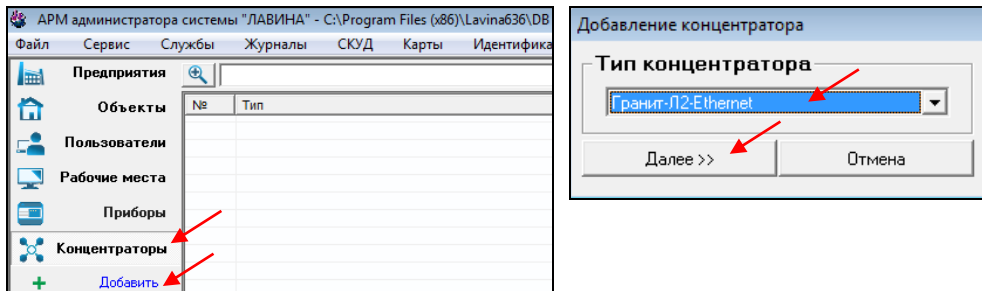 АРМ администратора системы "ЛАВИНА" - C:\Program Files (x86)\Lavina636\DB
Файл Сервис Службы Журналы СКУД Карты Идентифика
Предприятия
Объекты
№ Тип
Пользователи
Рабочие места
Приборы
Концентраторы
Добавить
Добавление концентратора
Тип концентратора
Гранит-Л2-Ethernet
Далее >> Отмена